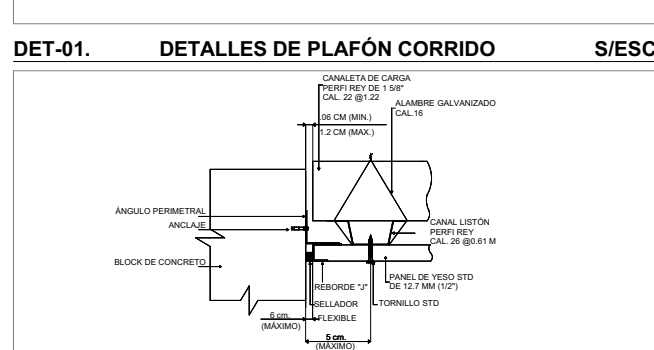 DET-01. DETALLES DE PLAFÓN CORRIDO S/ESC
CANALETA DE CARGA
PERFI REY DE 1 5/8"
CAL. 22 @1.22
ALAMBRE GALVANIZADO
CAL.16
.06 CM (MIN.)
1.2 CM (MAX.)
ÁNGULO PERIMETRAL
ANCLAJE
CANAL LISTÓN
PERFI REY
CAL. 26 @0.61 M
BLOCK DE CONCRETO
PANEL DE YESO STD
DE 12.7 MM (1/2")
REBORDE "J"
SELLADOR
TORNILLO STD
6 cm.
(MÁXIMO)
FLEXIBLE
5 cm.
(MÁXIMO)